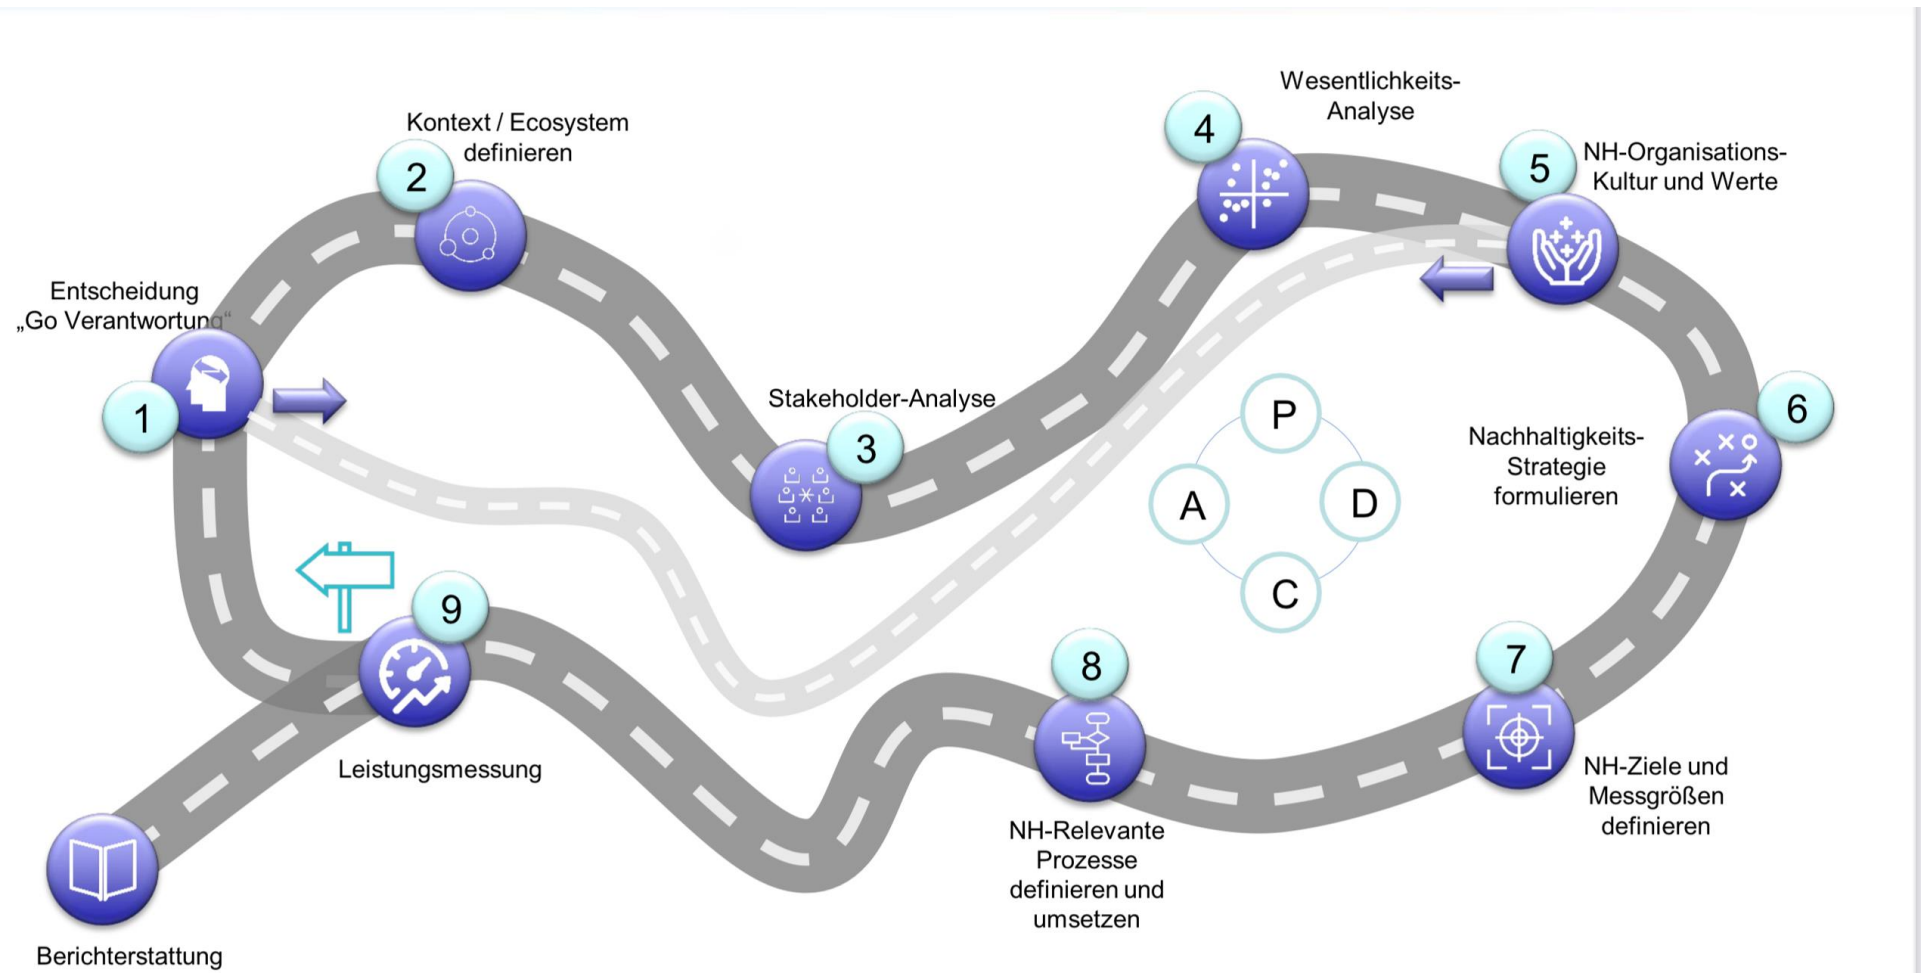 1
Entscheidung
„Go Verantwortung“
2
Kontext / Ecosystem
definieren
3
Stakeholder-Analyse
4
Wesentlichkeits-
Analyse
5
NH-Organisations-
Kultur und Werte
6
Nachhaltigkeits-
Strategie
formulieren
7
NH-Ziele und
Messgrößen
definieren
8
NH-Relevante
Prozesse
definieren und
umsetzen
9
Leistungsmessung
Berichterstattung
P
D
C
A